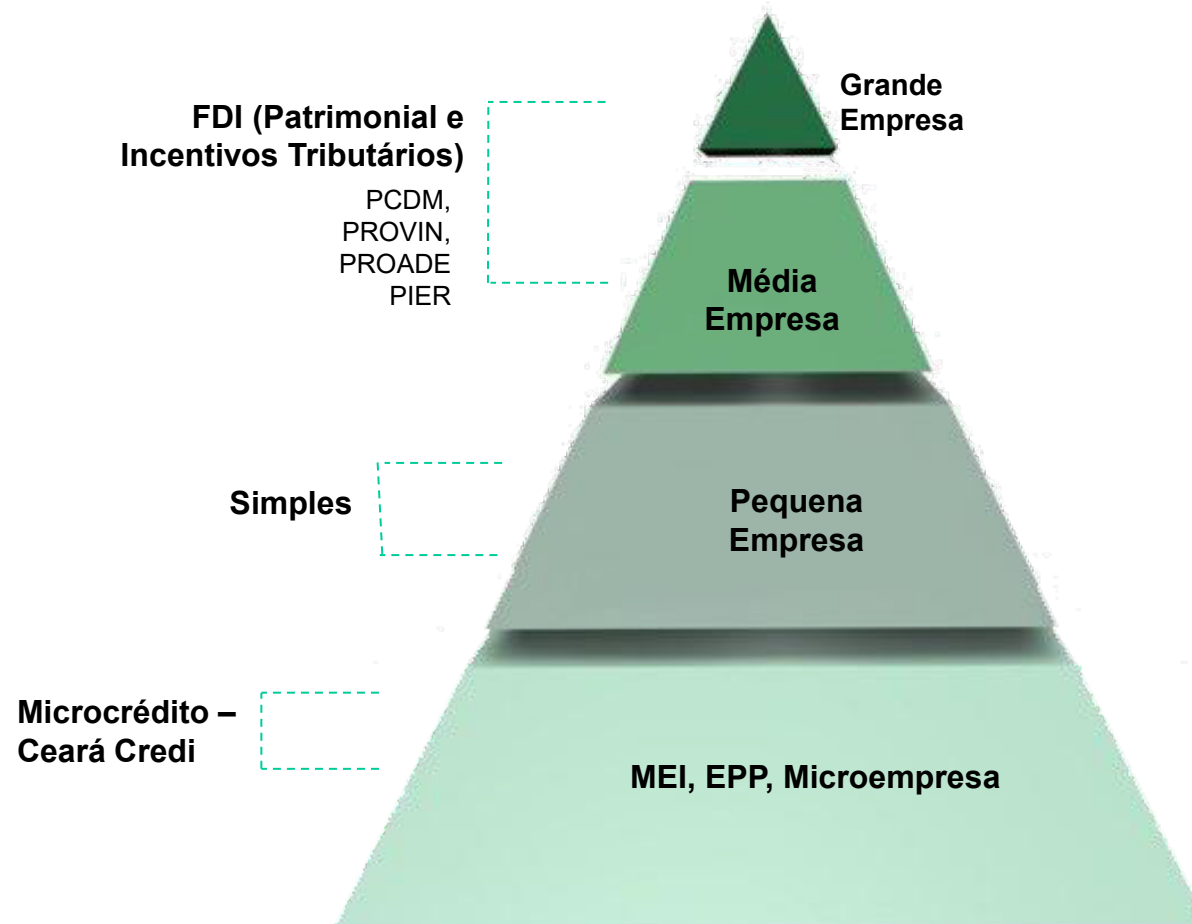 Grande
Empresa
FDI (Patrimonial e
Incentivos Tributários)
PCDM,
PROVIN,
PROADE
PIER
Média
Empresa
Simples
Pequena
Empresa
Microcrédito –
Ceará Credi
MEI, EPP, Microempresa